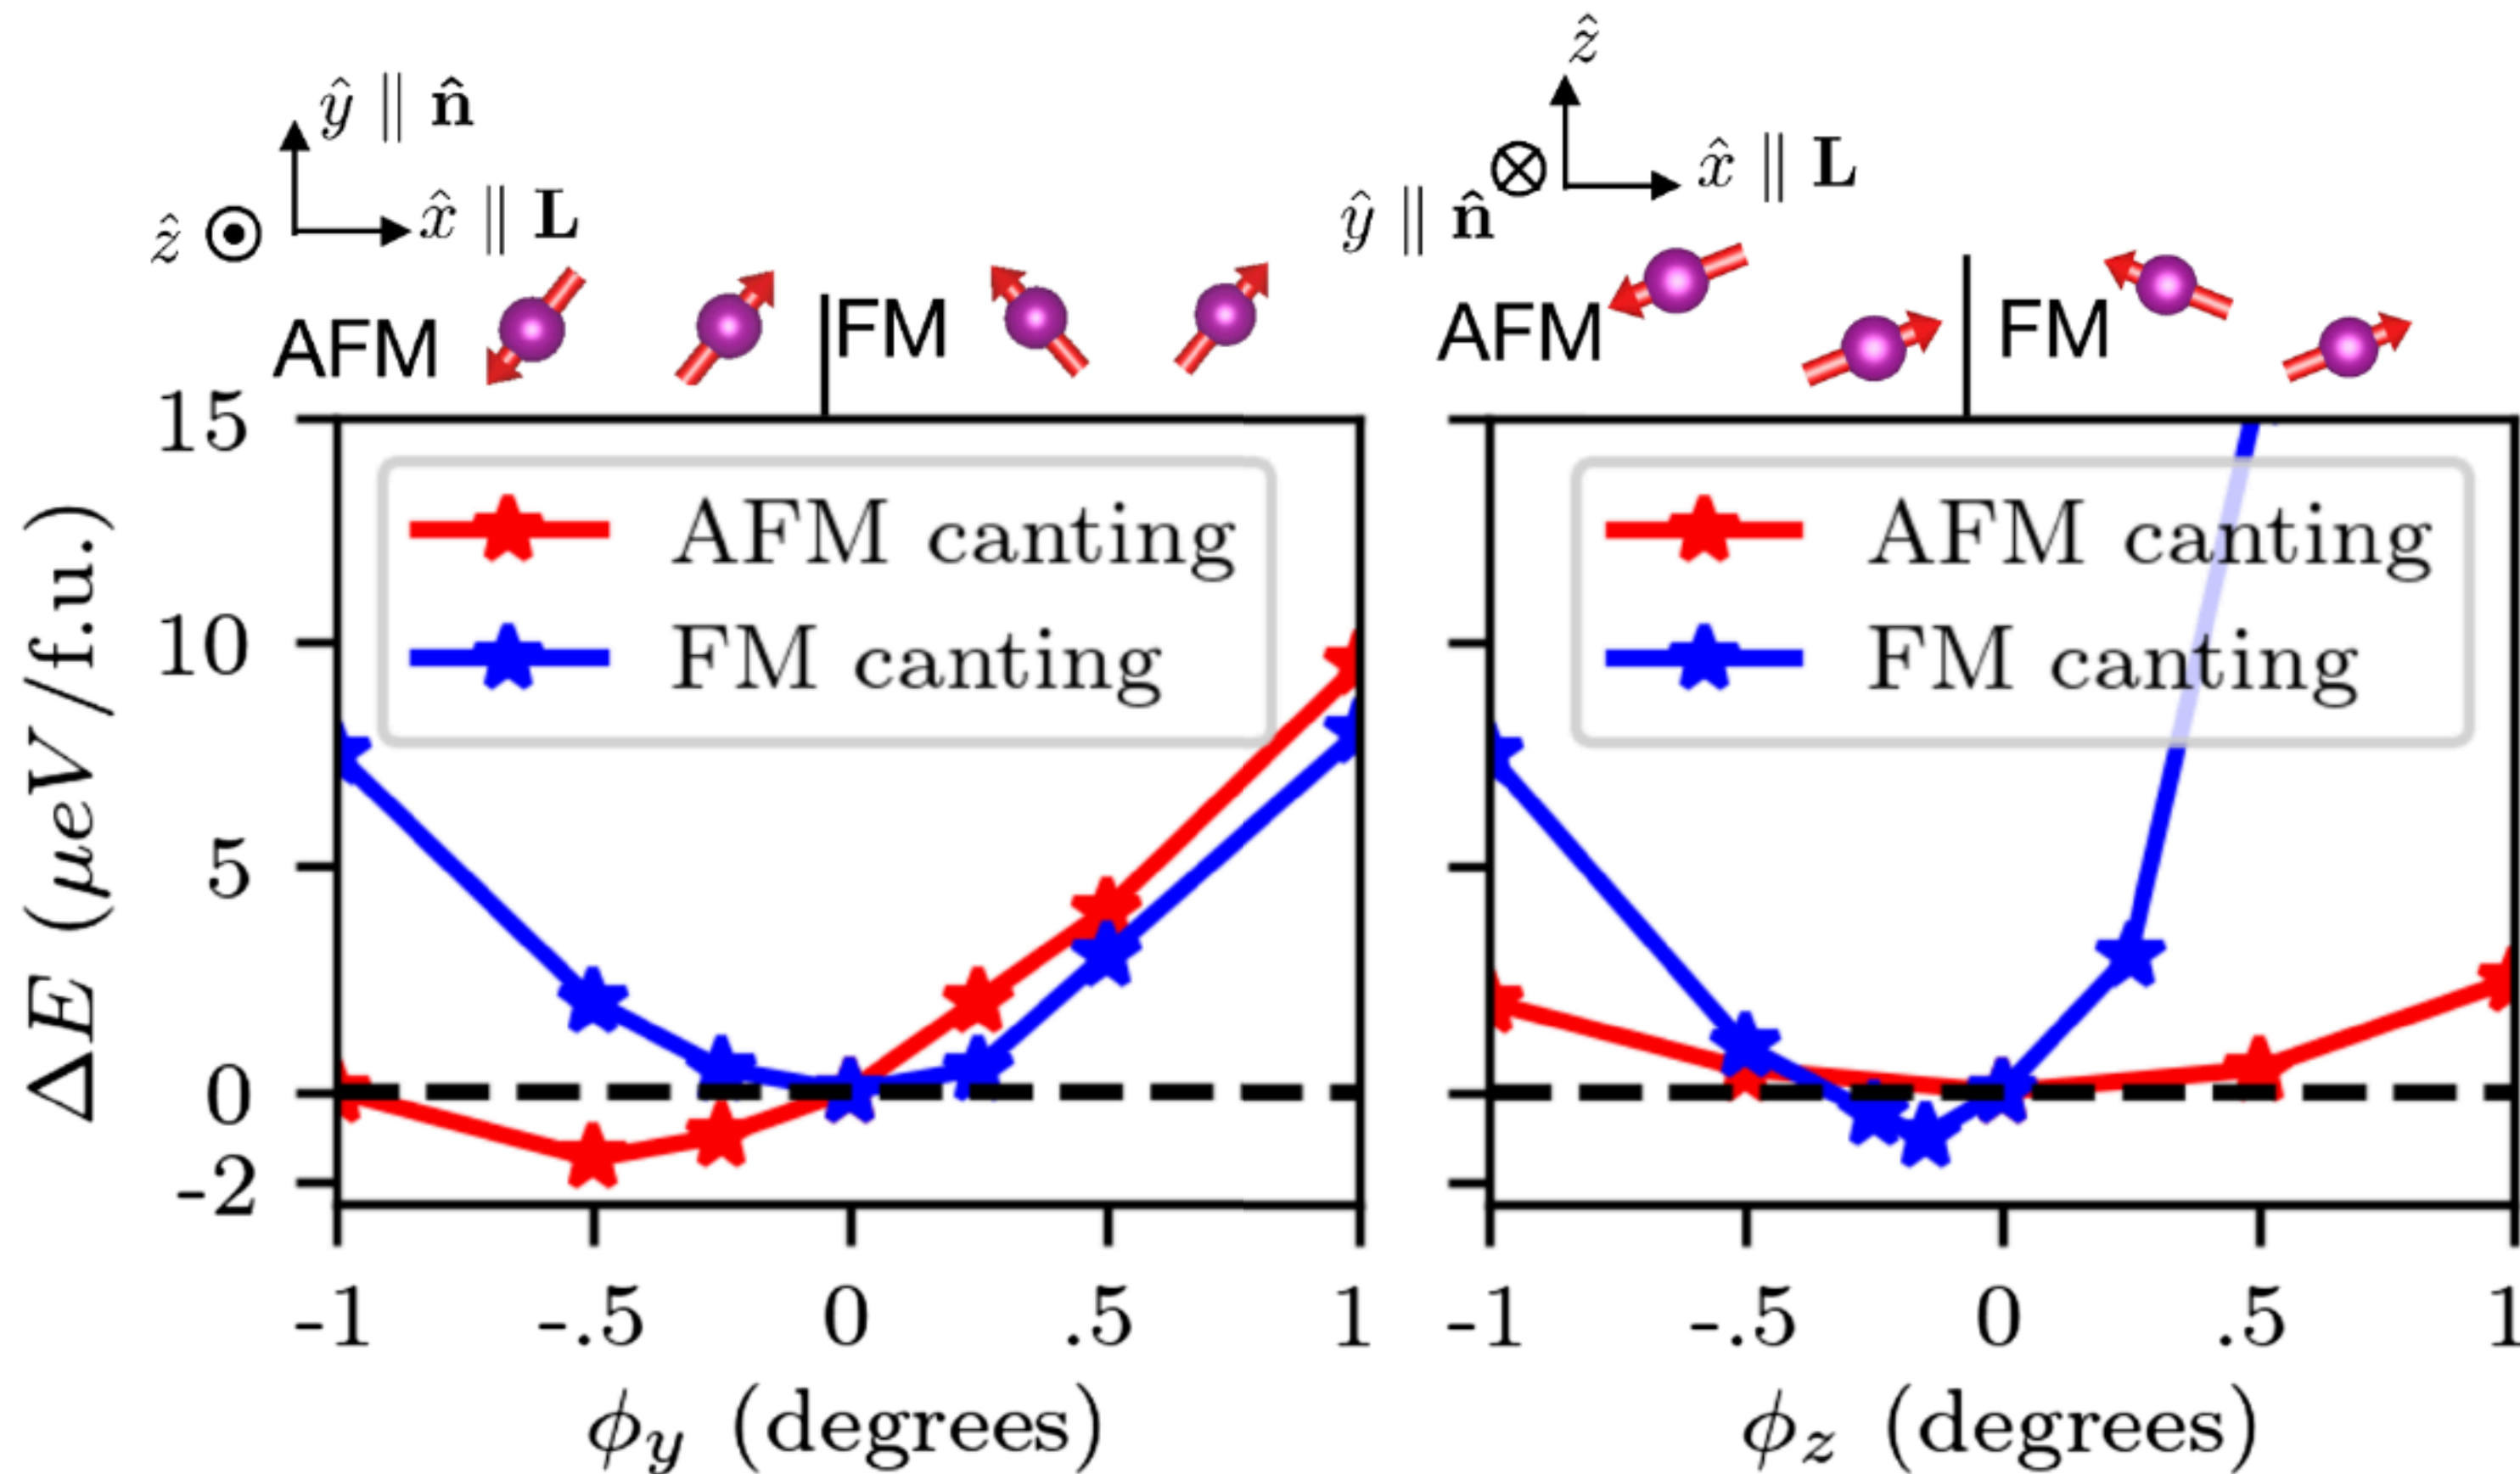 ŷ ∥ n̂
ẑ
x̂ ∥ L
AFM
FM
ẑ
x̂ ∥ L
ŷ ∥ n̂
AFM
FM
ΔE (μeV/f.u.)
15
10
5
0
-2
AFM canting
FM canting
-1 -.5 0 .5 1
ϕy (degrees)
AFM canting
FM canting
-1 -.5 0 .5 1
ϕz (degrees)